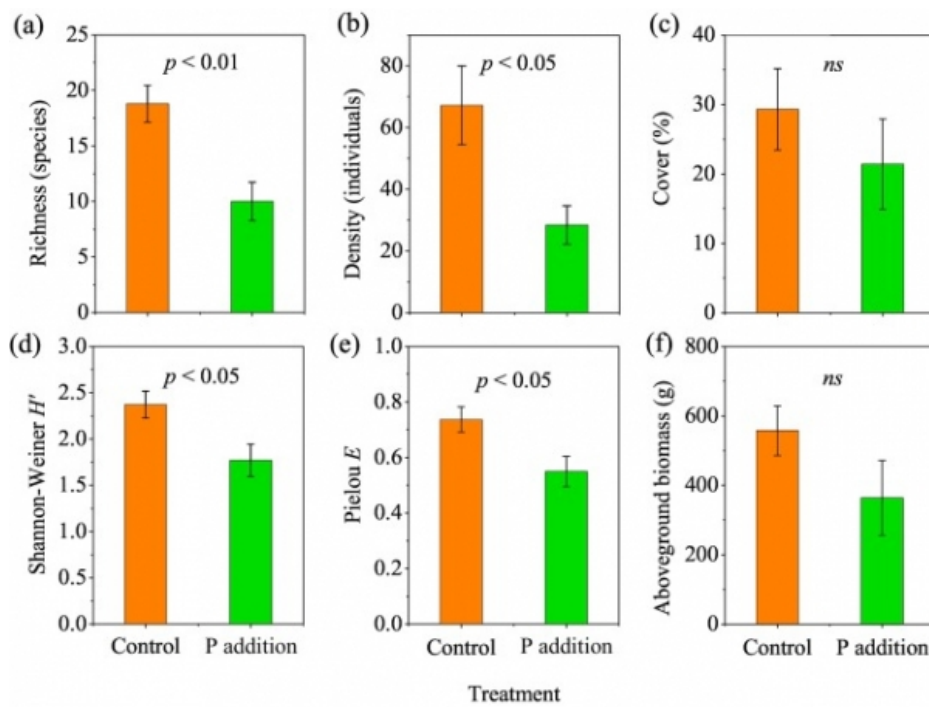 (a)
Richness (species)
25
20
15
10
5
0
p < 0.01
(b)
Density (individuals)
80
60
40
20
0
p < 0.05
(c)
Cover (%)
40
30
20
10
0
ns
(d)
Shannon-Weiner H'
3.0
2.5
2.0
1.5
1.0
0.5
0.0
p < 0.05
Control P addition
(e)
Pielou E
1.0
0.8
0.6
0.4
0.2
0.0
p < 0.05
Control P addition
(f)
Aboveground biomass (g)
800
600
400
200
0
ns
Control P addition
Treatment